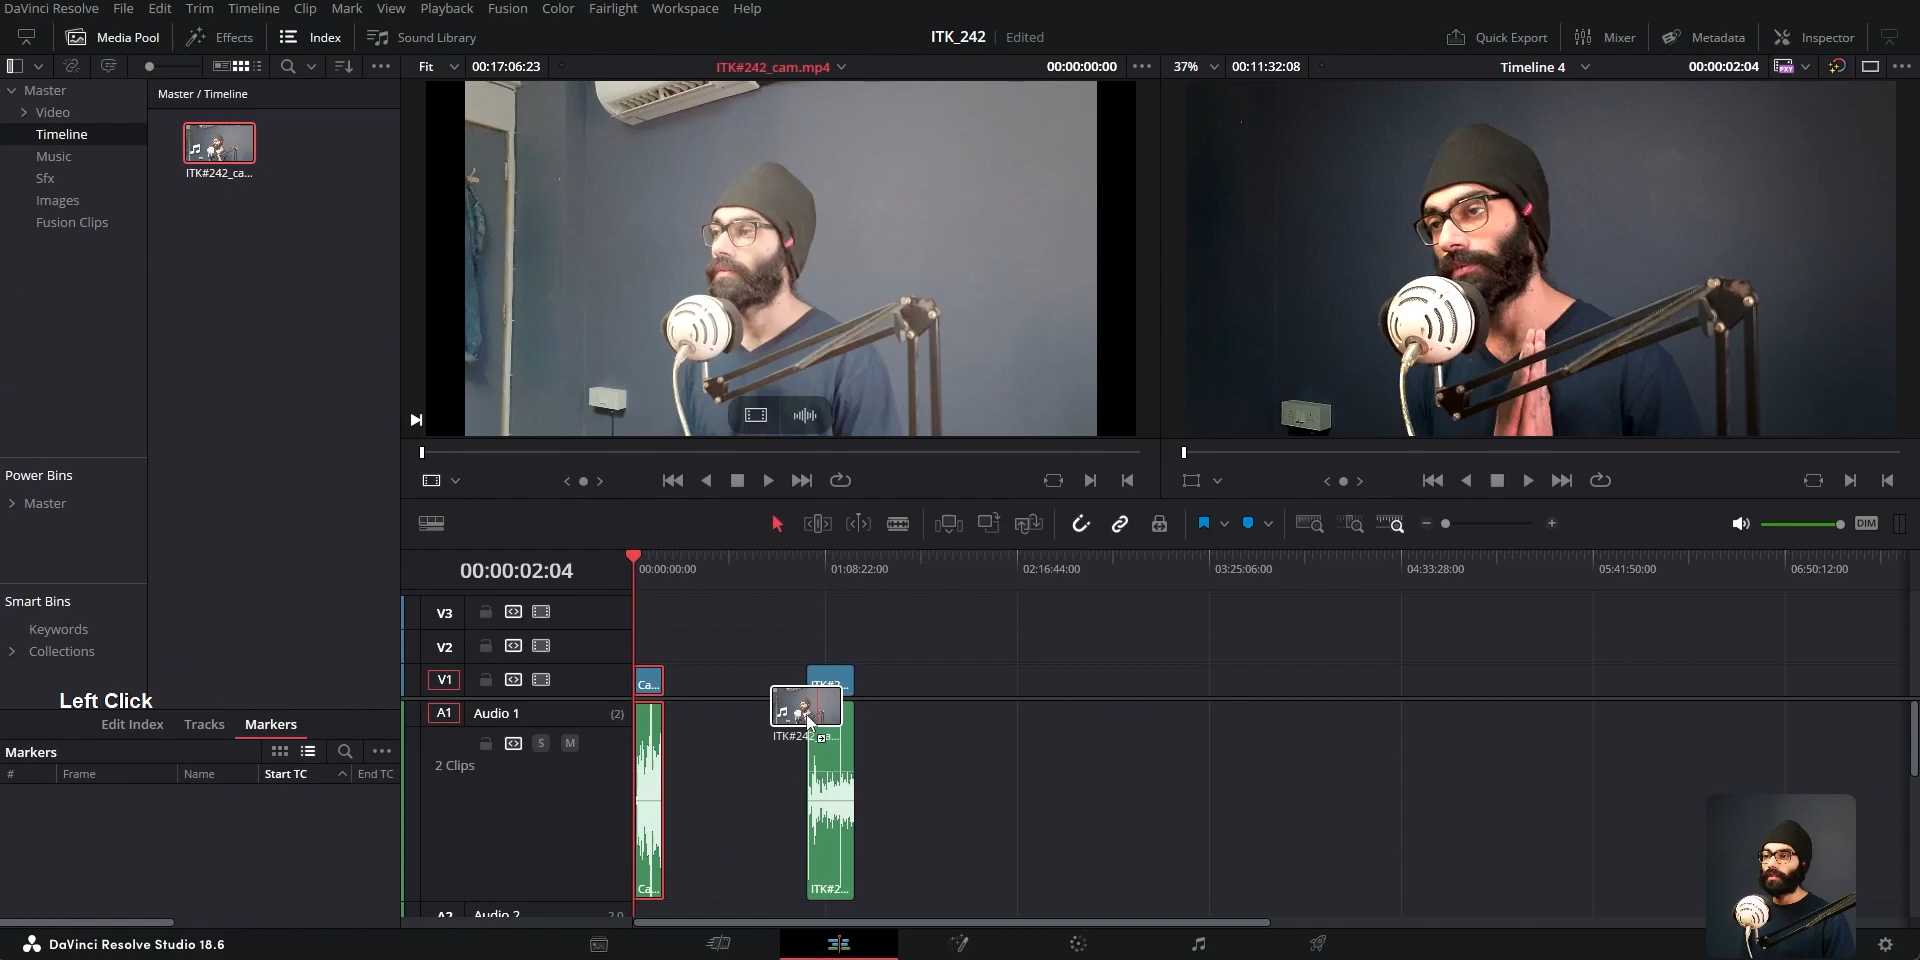 DaVinci Resolve File Edit Trim Timeline Clip Mark View Playback Fusion Color Fairlight Workspace Help
Media Pool Effects Index Sound Library ITK_242 Edited Quick Export Mixer Metadata Inspector
Fit 00:17:06:23 ITK#242_cam.mp4 00:00:00:00 37% 00:11:32:08 Timeline 4 00:00:02:04 PXY
Master
Master / Timeline
Video
Timeline
Music
Sfx
Images
Fusion Clips
ITK#242_ca...
Power Bins
Master
Smart Bins
Keywords
Collections
Left Click
Edit Index Tracks Markers
Markers
# Frame Name Start TC End TC
DIM
00:00:02:04
00:00:00:00 01:08:22:00 02:16:44:00 03:25:06:00 04:33:28:00 05:41:50:00 06:50:12:00
V3
V2
V1
Ca... ITK#2...
A1 Audio 1 (2)
S M
2 Clips
ITK#242_ca...
Ca... ITK#2...
A2 Audio 2 2.0
DaVinci Resolve Studio 18.6